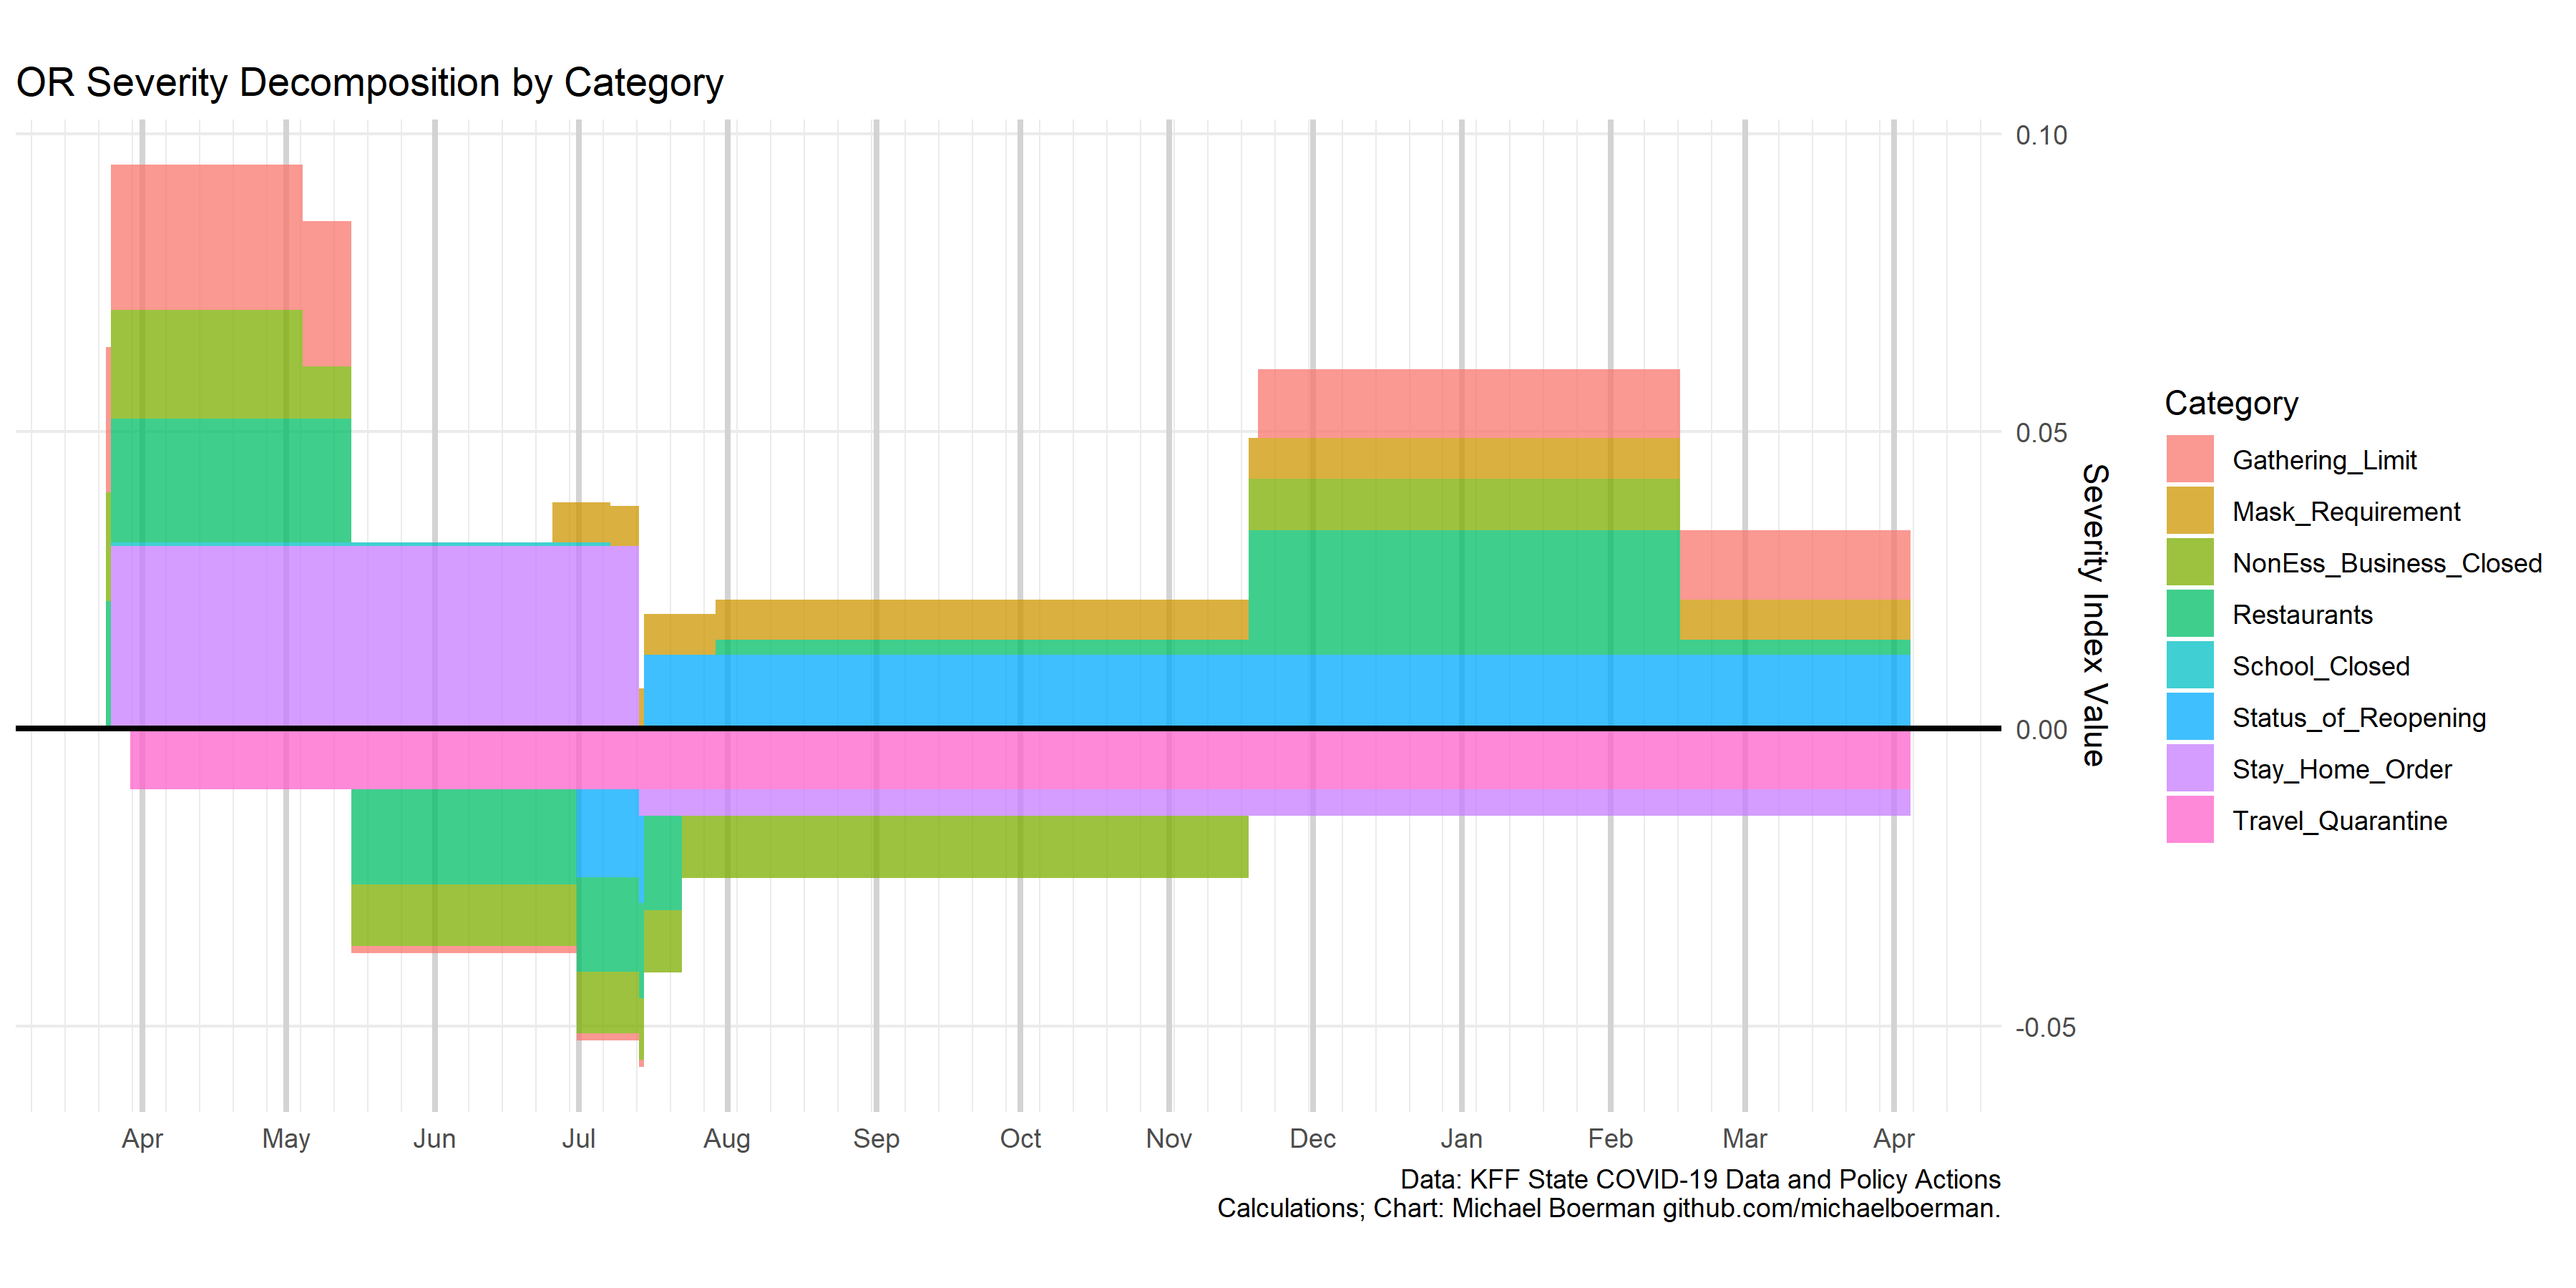 OR Severity Decomposition by Category
0.10
0.05
0.00
-0.05
Severity Index Value
Apr May Jun Jul Aug Sep Oct Nov Dec Jan Feb Mar Apr
Category
Gathering_Limit
Mask_Requirement
NonEss_Business_Closed
Restaurants
School_Closed
Status_of_Reopening
Stay_Home_Order
Travel_Quarantine
Data: KFF State COVID-19 Data and Policy Actions
Calculations; Chart: Michael Boerman github.com/michaelboerman.